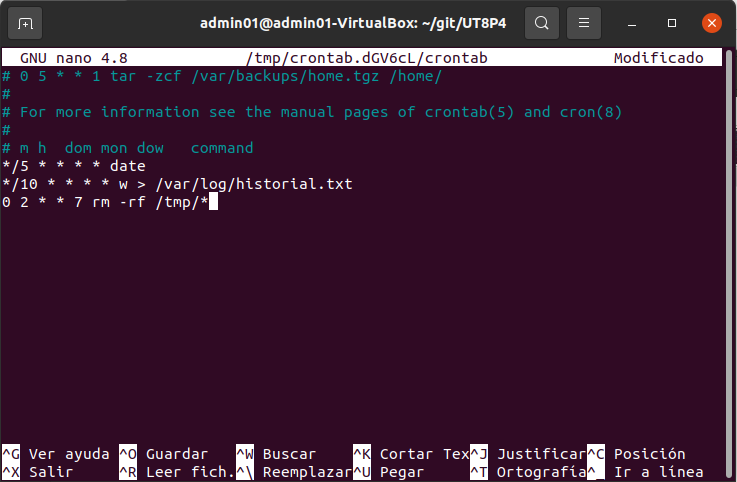 admin01@admin01-VirtualBox: ~/git/UT8P4
GNU nano 4.8 /tmp/crontab.dGV6cL/crontab Modificado
# 0 5 * * 1 tar -zcf /var/backups/home.tgz /home/
#
# For more information see the manual pages of crontab(5) and cron(8)
#
# m h  dom mon dow   command
*/5 * * * * date
*/10 * * * * w > /var/log/historial.txt
0 2 * * 7 rm -rf /tmp/*
^G Ver ayuda ^O Guardar ^W Buscar ^K Cortar Tex^J Justificar^C Posición
^X Salir ^R Leer fich.^\ Reemplazar^U Pegar ^T Ortografía^_ Ir a línea